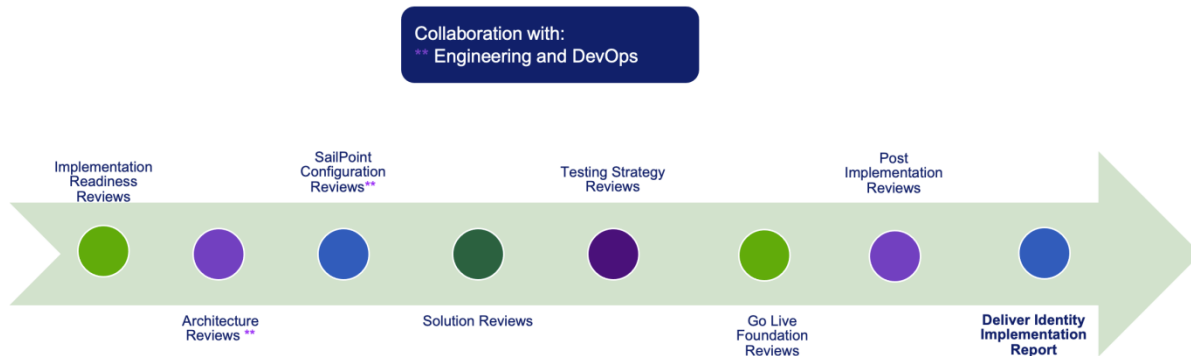 Collaboration with:
** Engineering and DevOps
Implementation
Readiness
Reviews
Architecture
Reviews **
SailPoint
Configuration
Reviews**
Solution Reviews
Testing Strategy
Reviews
Go Live
Foundation
Reviews
Post
Implementation
Reviews
Deliver Identity
Implementation
Report